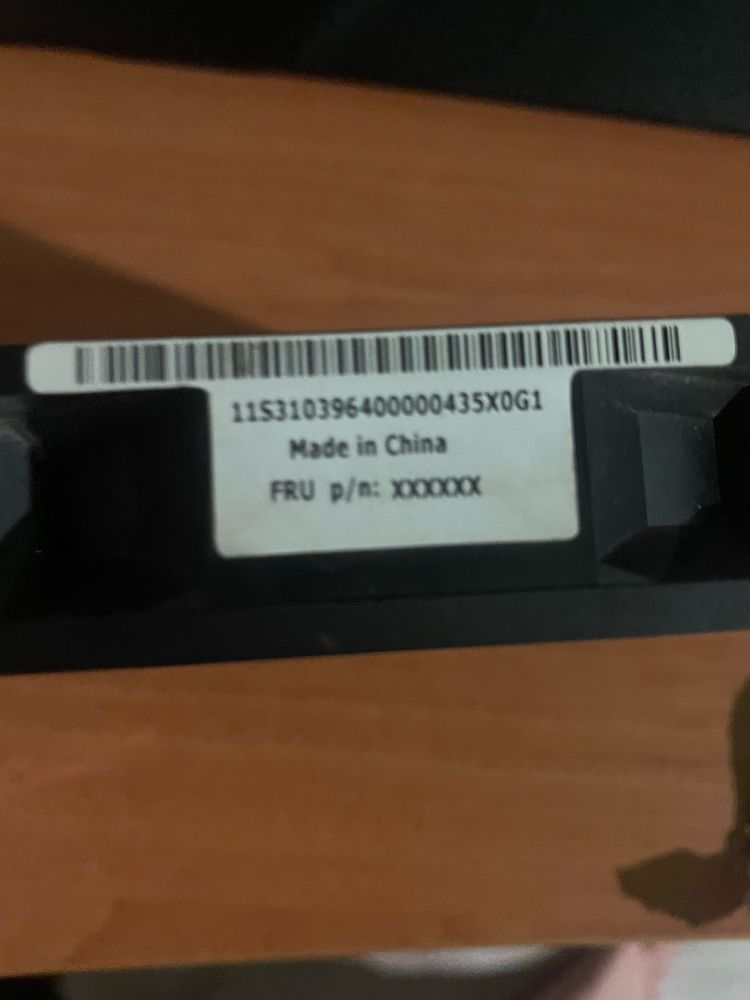 11S310396400000435X0G1
Made in China
FRU p/n: XXXXXX